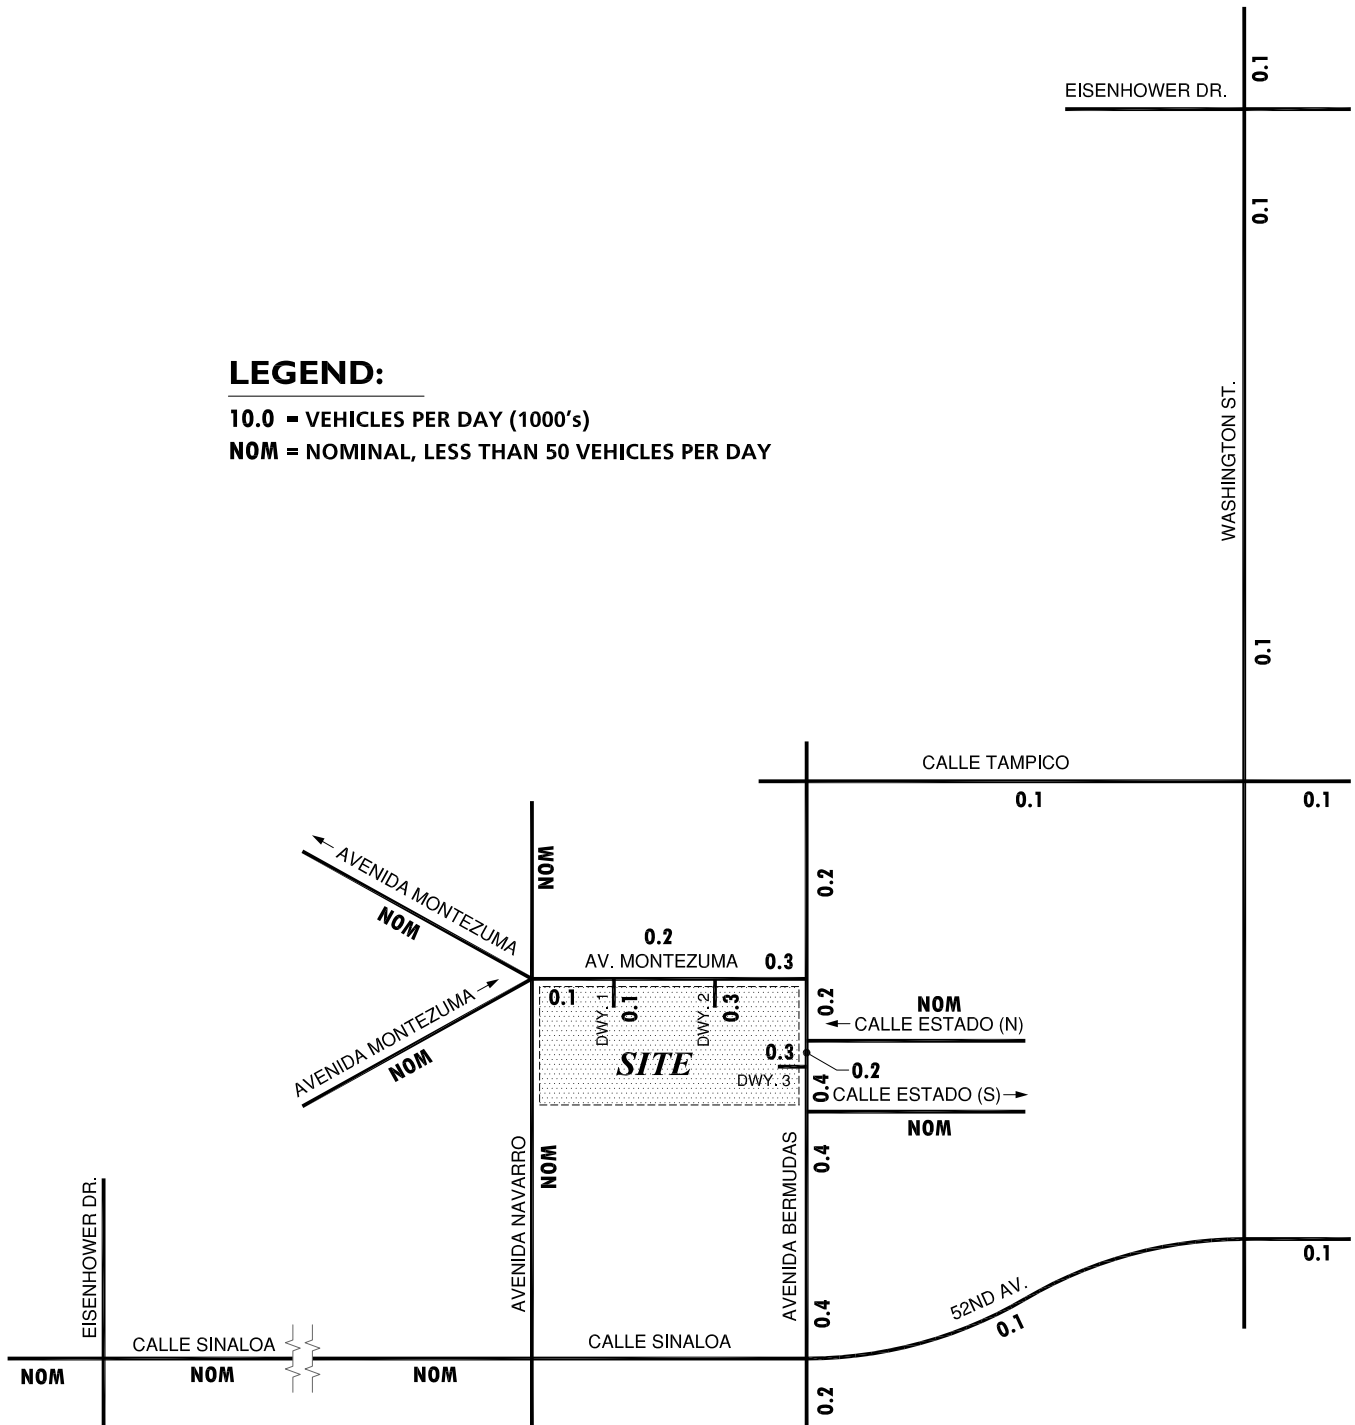 0.1
EISENHOWER DR.
0.1
LEGEND:
10.0 = VEHICLES PER DAY (1000's)
NOM = NOMINAL, LESS THAN 50 VEHICLES PER DAY
WASHINGTON ST.
0.1
CALLE TAMPICO
0.1
0.1
AVENIDA MONTEZUMA
NOM
NOM
0.2
0.2
AV. MONTEZUMA
0.3
0.1
DWY. 1
0.1
DWY. 2
0.3
0.2
NOM
CALLE ESTADO (N)
AVENIDA MONTEZUMA
NOM
SITE
0.3
0.2
DWY. 3
0.4
CALLE ESTADO (S)
NOM
AVENIDA NAVARRO
NOM
AVENIDA BERMUDAS
0.4
EISENHOWER DR.
0.1
52ND AV.
0.1
0.4
CALLE SINALOA
CALLE SINALOA
NOM
NOM
NOM
0.2